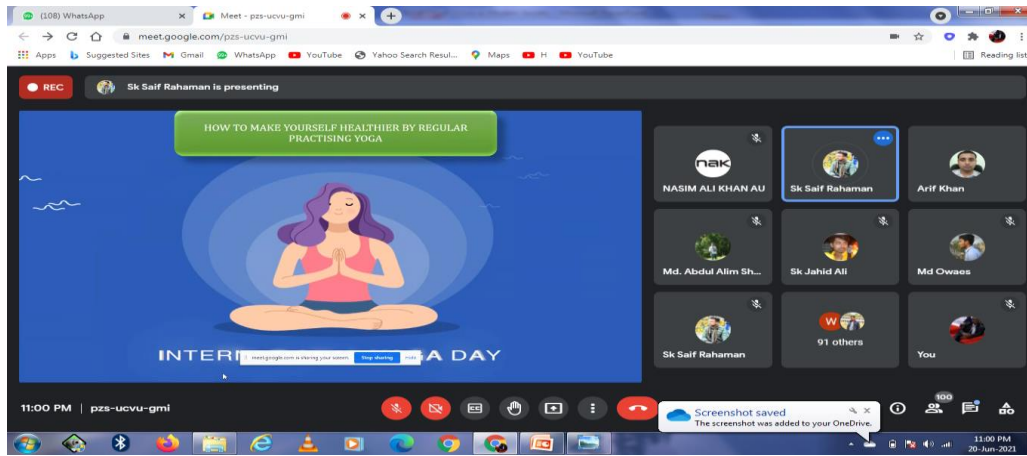 (108) WhatsApp
Meet - pzs-ucvu-gmi
meet.google.com/pzs-ucvu-gmi
Apps Suggested Sites Gmail WhatsApp YouTube Yahoo Search Resul... Maps H YouTube Reading list
REC Sk Saif Rahaman is presenting
HOW TO MAKE YOURSELF HEALTHIER BY REGULAR
PRACTISING YOGA
INTER
A DAY
meet.google.com is sharing your screen. Stop sharing Hide
nak
NASIM ALI KHAN AU
Sk Saif Rahaman
Arif Khan
Md. Abdul Alim Sh...
Sk Jahid Ali
Md Owaes
Sk Saif Rahaman
W
91 others
You
11:00 PM | pzs-ucvu-gmi
CC
100
Screenshot saved
The screenshot was added to your OneDrive.
11:00 PM
20-Jun-2021